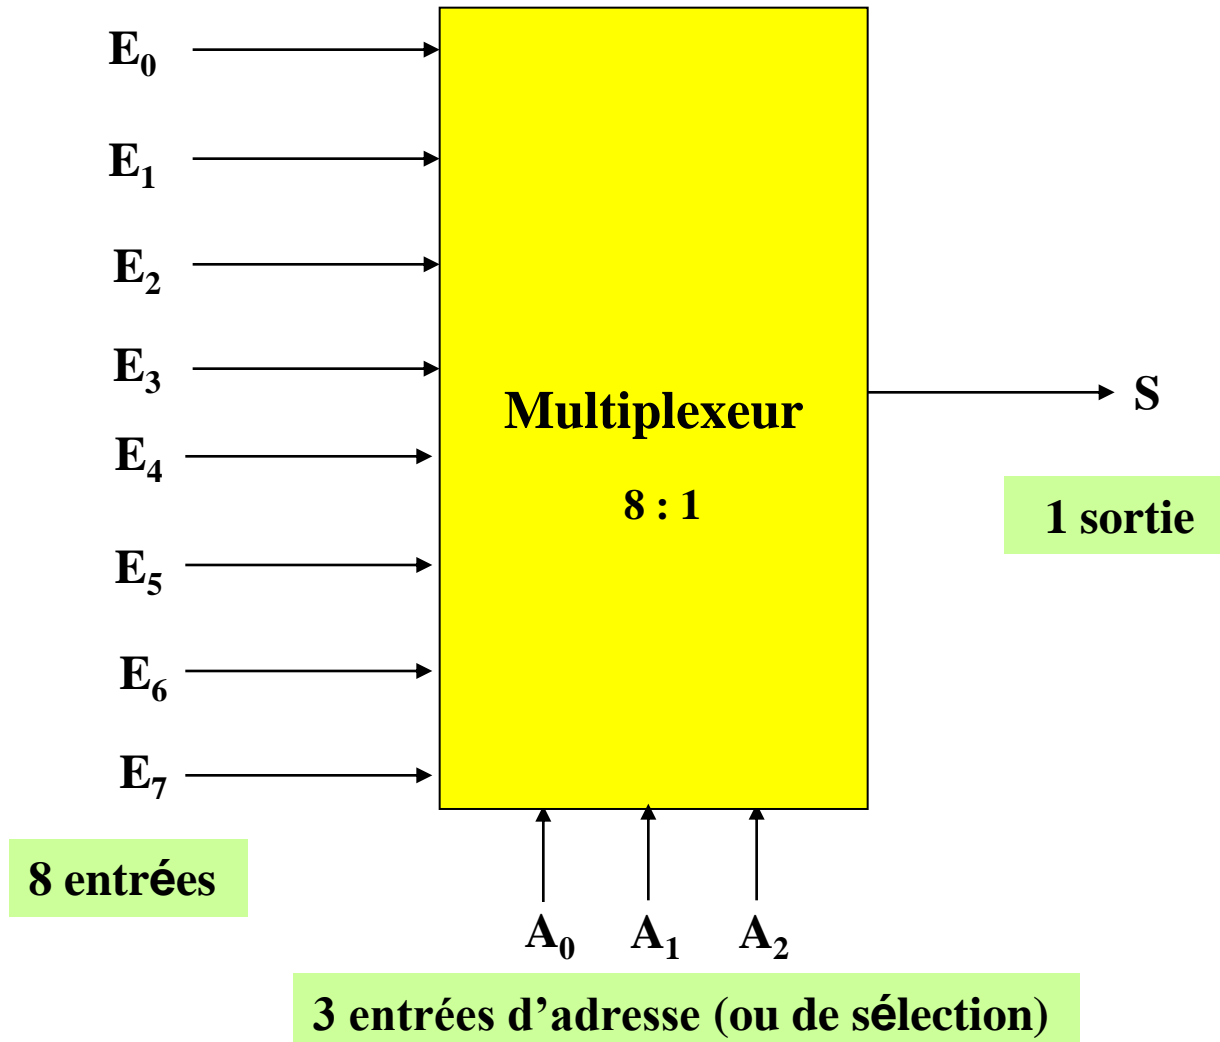 E₀
E₁
E₂
E₃
E₄
E₅
E₆
E₇
Multiplexeur
8 : 1
S
1 sortie
8 entrées
A₀ A₁ A₂
3 entrées d’adresse (ou de sélection)